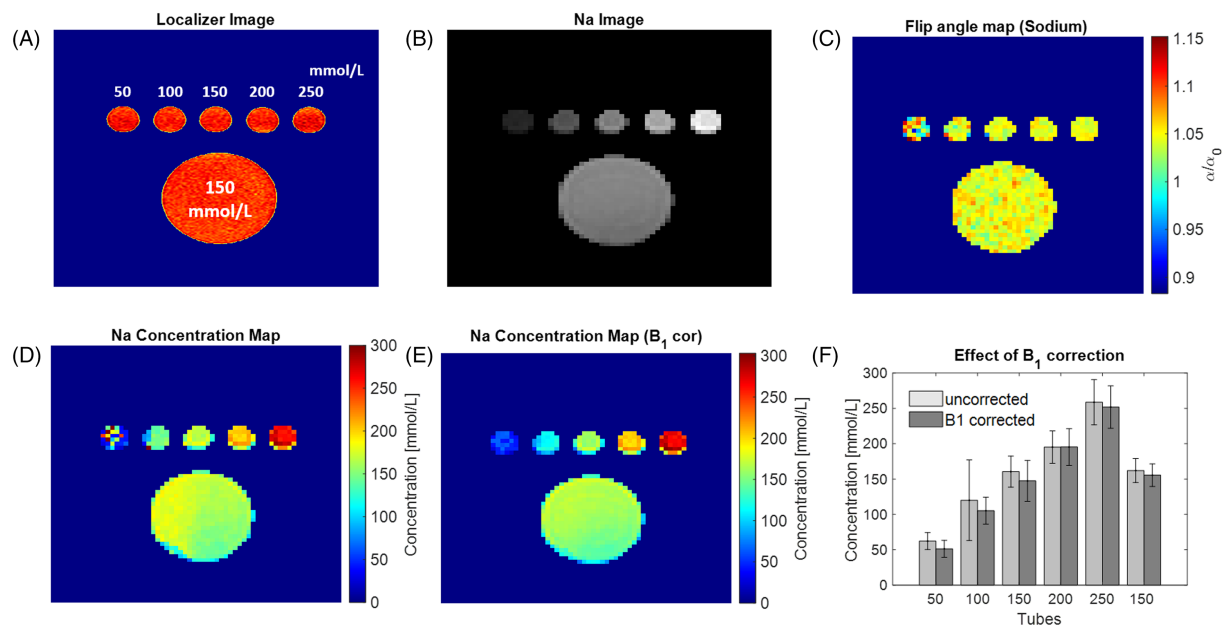 (A)
Localizer Image
mmol/L
50 100 150 200 250
150
mmol/L
(B)
Na Image
(C)
Flip angle map (Sodium)
1.15
1.1
1.05
1
0.95
0.9
α/α0
(D)
Na Concentration Map
300
250
200
150
100
50
0
Concentration [mmol/L]
(E)
Na Concentration Map (B1 cor)
300
250
200
150
100
50
0
Concentration [mmol/L]
(F)
Effect of B1 correction
300
250
200
150
100
50
0
Concentration [mmol/L]
uncorrected
B1 corrected
50 100 150 200 250 150
Tubes